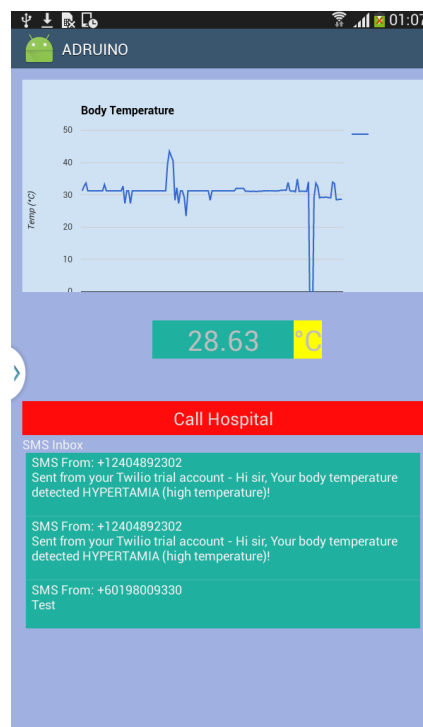 01:07
ADRUINO
Body Temperature
50
40
30
20
10
0
Temp (°C)
28.63 °C
Call Hospital
SMS Inbox
SMS From: +12404892302
Sent from your Twilio trial account - Hi sir, Your body temperature
detected HYPERTAMIA (high temperature)!
SMS From: +12404892302
Sent from your Twilio trial account - Hi sir, Your body temperature
detected HYPERTAMIA (high temperature)!
SMS From: +60198009330
Test